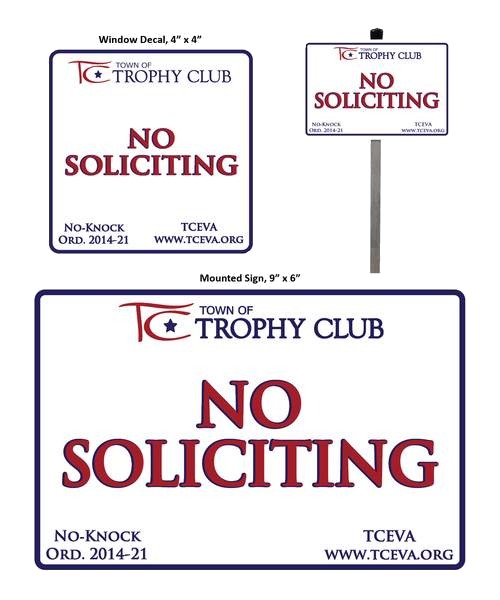 Window Decal, 4” x 4”
TC TOWN OF
TROPHY CLUB
NO
SOLICITING
NO-KNOCK
ORD. 2014-21
TCEVA
WWW.TCEVA.ORG
TC TOWN OF
TROPHY CLUB
NO
SOLICITING
NO-KNOCK
ORD. 2014-21
TCEVA
WWW.TCEVA.ORG
Mounted Sign, 9” x 6”
TC TOWN OF
TROPHY CLUB
NO
SOLICITING
NO-KNOCK
ORD. 2014-21
TCEVA
WWW.TCEVA.ORG